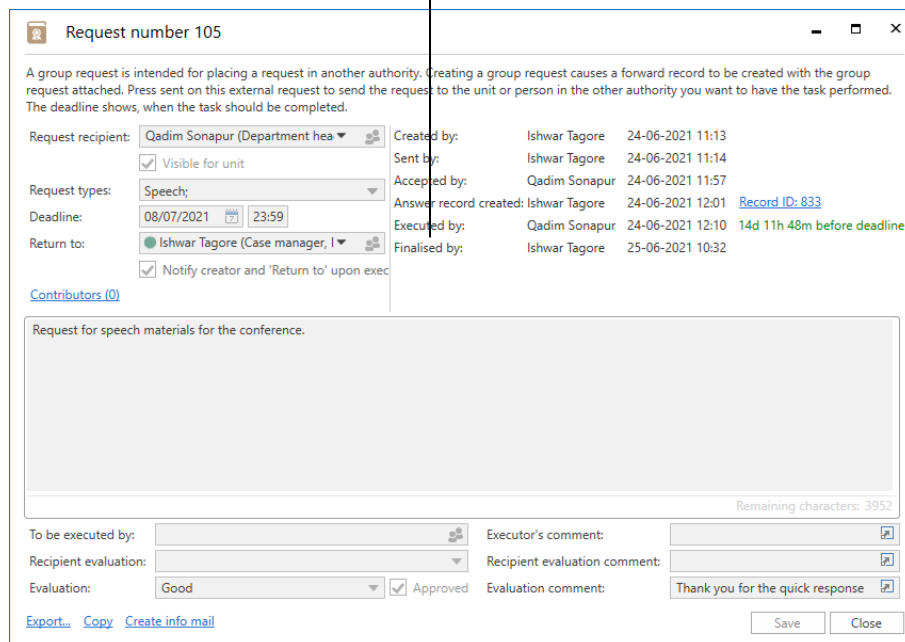 Request number 105
A group request is intended for placing a request in another authority. Creating a group request causes a forward record to be created with the group
request attached. Press sent on this external request to send the request to the unit or person in the other authority you want to have the task performed.
The deadline shows, when the task should be completed.
Request recipient: Qadim Sonapur (Department hea
Visible for unit
Request types: Speech;
Deadline: 08/07/2021 23:59
Return to: Ishwar Tagore (Case manager, I
Notify creator and 'Return to' upon exec
Contributors (0)
Created by: Ishwar Tagore 24-06-2021 11:13
Sent by: Ishwar Tagore 24-06-2021 11:14
Accepted by: Qadim Sonapur 24-06-2021 11:57
Answer record created: Ishwar Tagore 24-06-2021 12:01 Record ID: 833
Executed by: Qadim Sonapur 24-06-2021 12:10 14d 11h 48m before deadline
Finalised by: Ishwar Tagore 25-06-2021 10:32
Request for speech materials for the conference.
Remaining characters: 3952
To be executed by:
Recipient evaluation:
Evaluation: Good Approved
Executor's comment:
Recipient evaluation comment:
Evaluation comment: Thank you for the quick response
Export... Copy Create info mail
Save Close